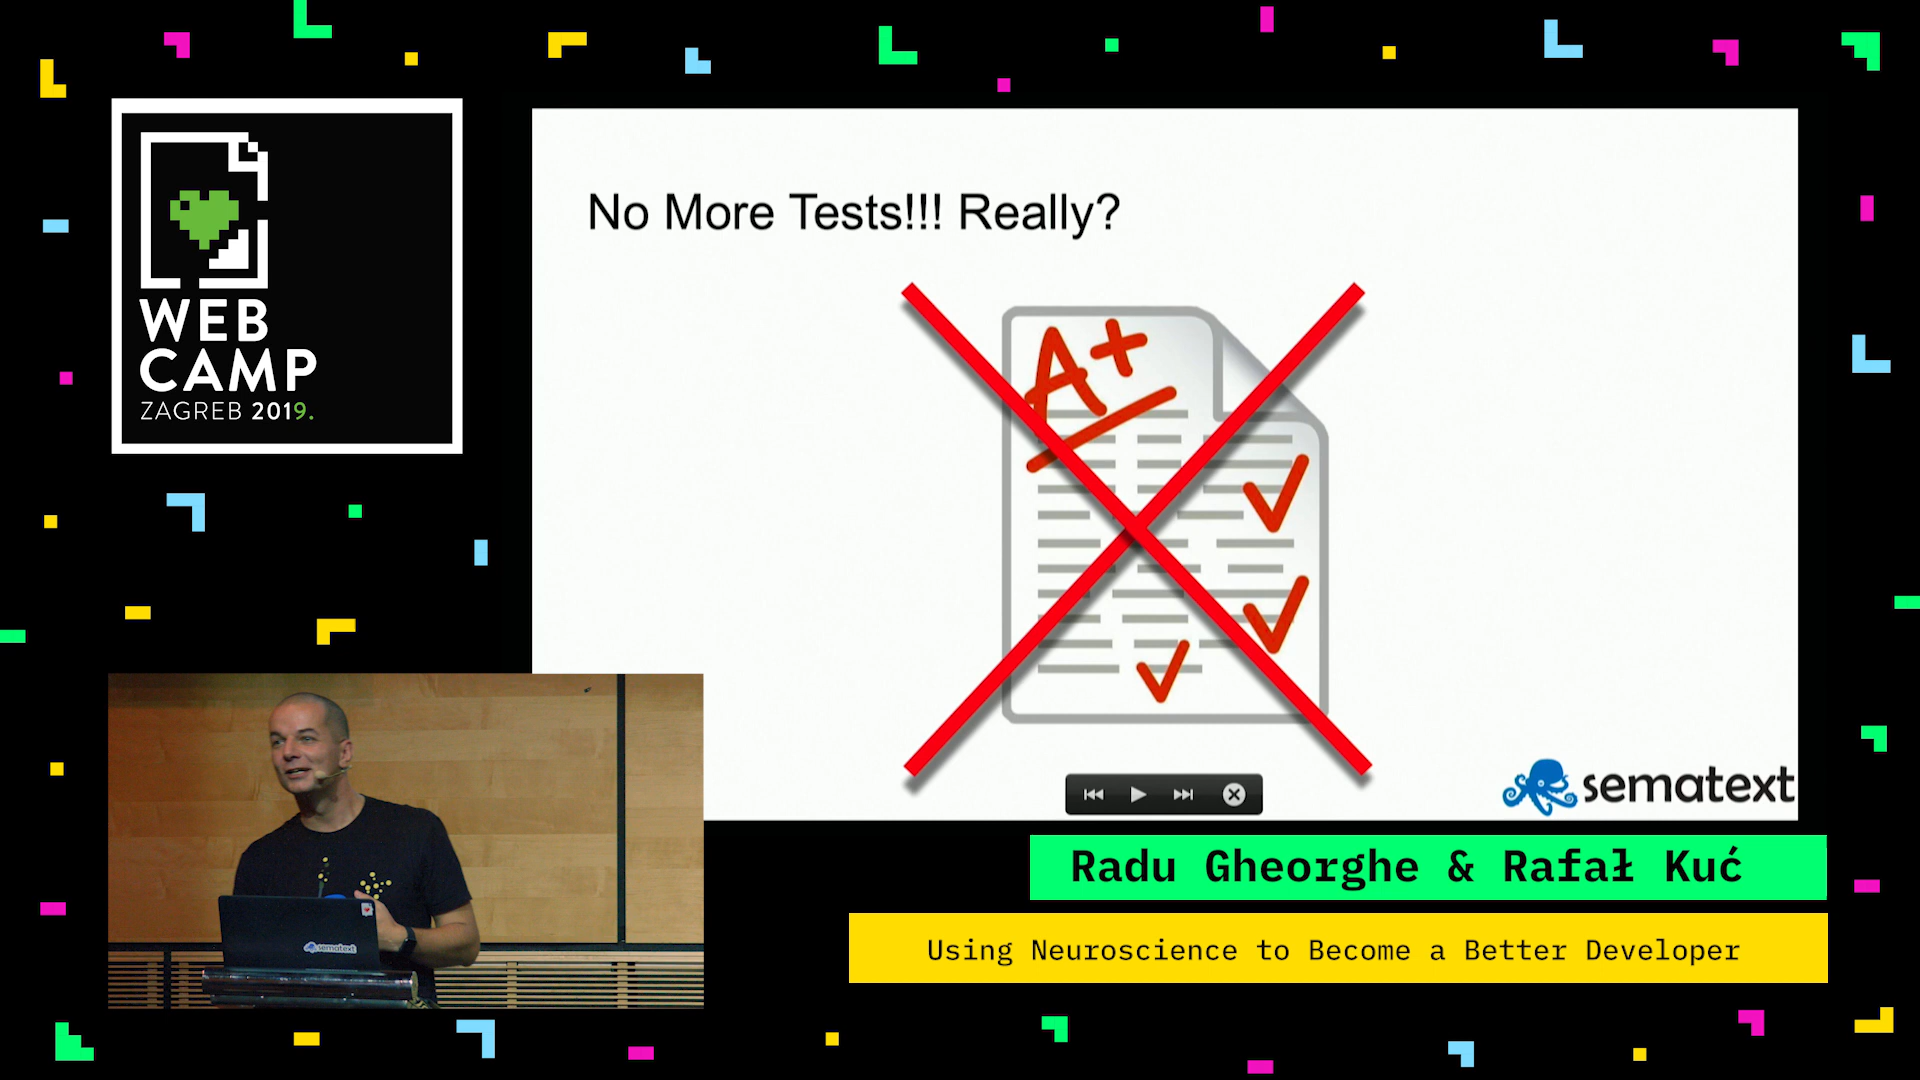 WEB
CAMP
ZAGREB 2019.
No More Tests!!! Really?
A+
sematext
sematext
Radu Gheorghe & Rafał Kuć
Using Neuroscience to Become a Better Developer